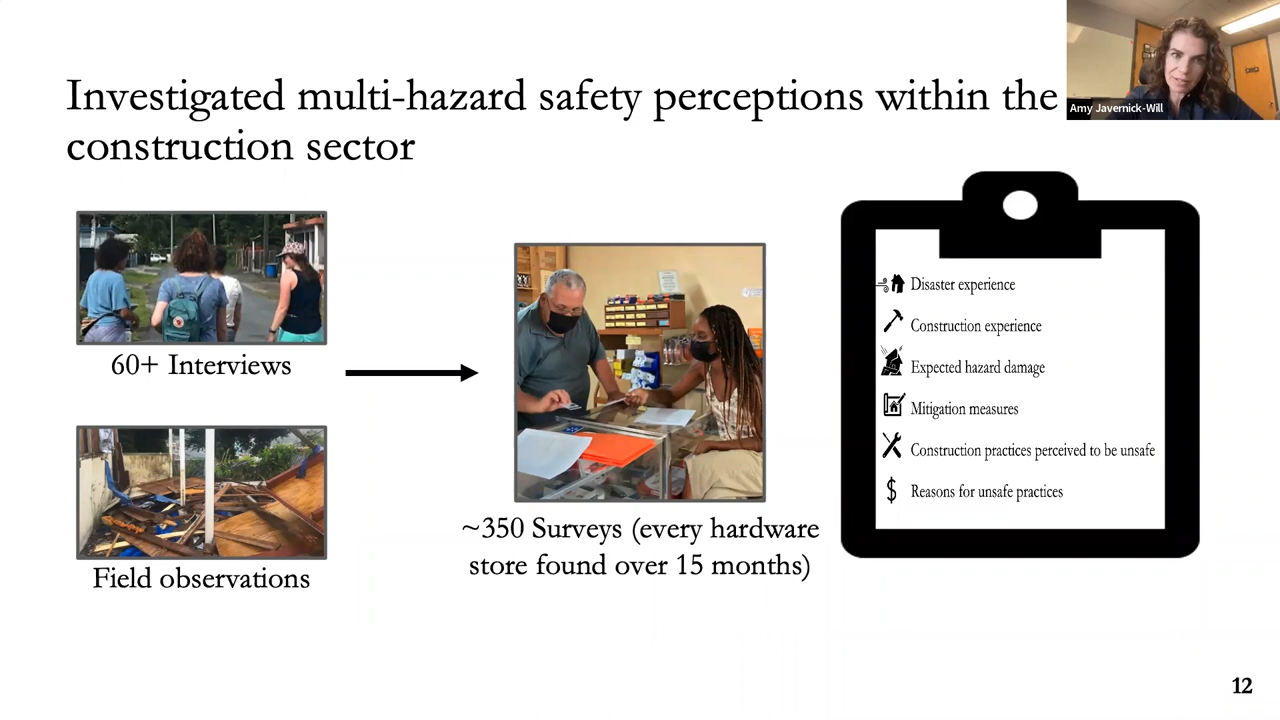 Investigated multi-hazard safety perceptions within the
construction sector
Amy Javernick-Will
60+ Interviews
Field observations
~350 Surveys (every hardware
store found over 15 months)
Disaster experience
Construction experience
Expected hazard damage
Mitigation measures
Construction practices perceived to be unsafe
$ Reasons for unsafe practices
12